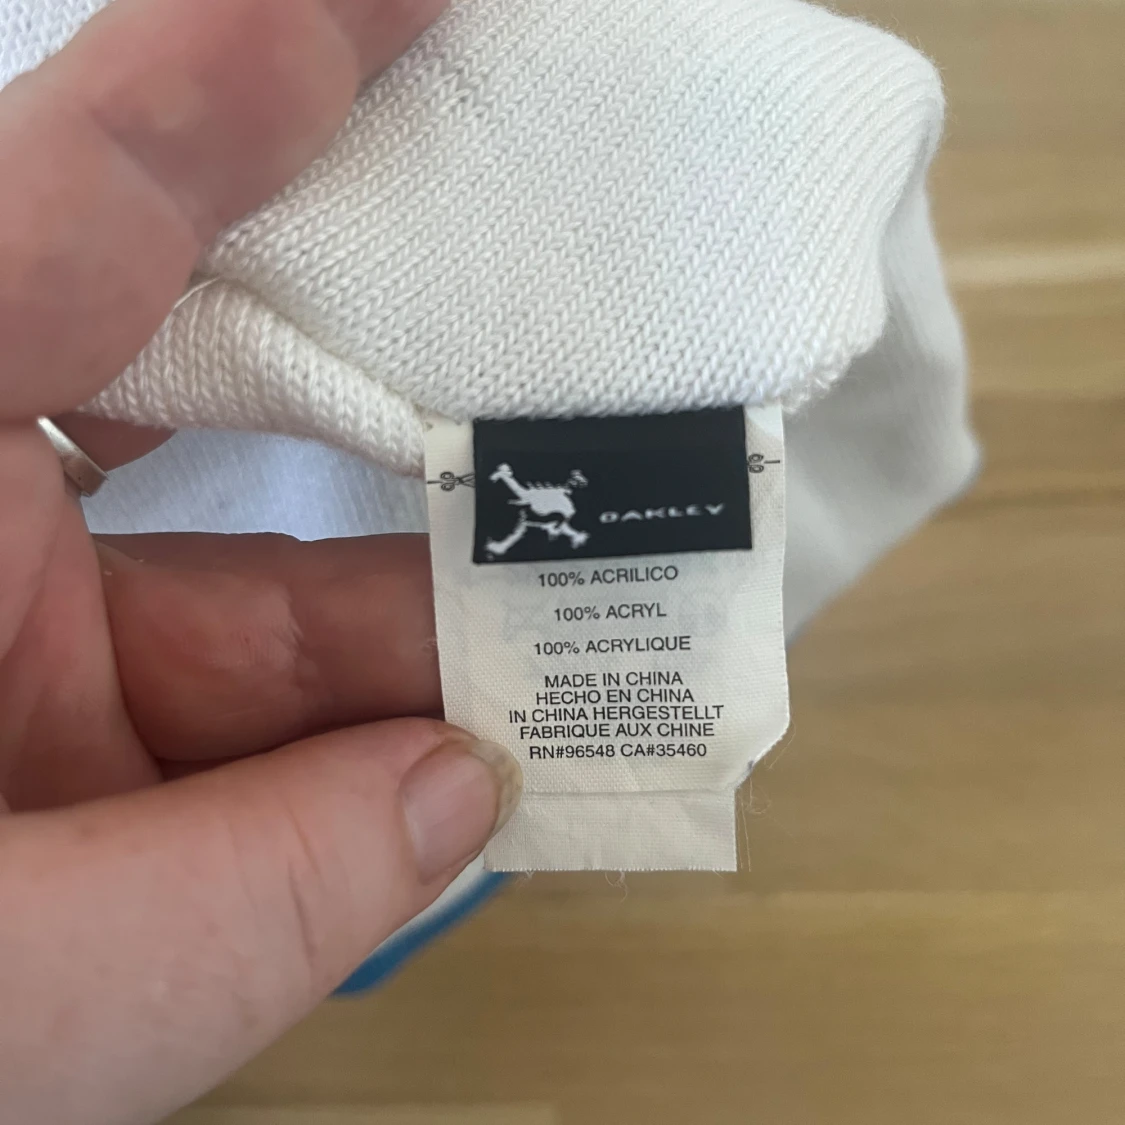 OAKLEY
100% ACRILICO
100% ACRYL
100% ACRYLIQUE
MADE IN CHINA
HECHO EN CHINA
IN CHINA HERGESTELLT
FABRIQUE AUX CHINE
RN#96548 CA#35460